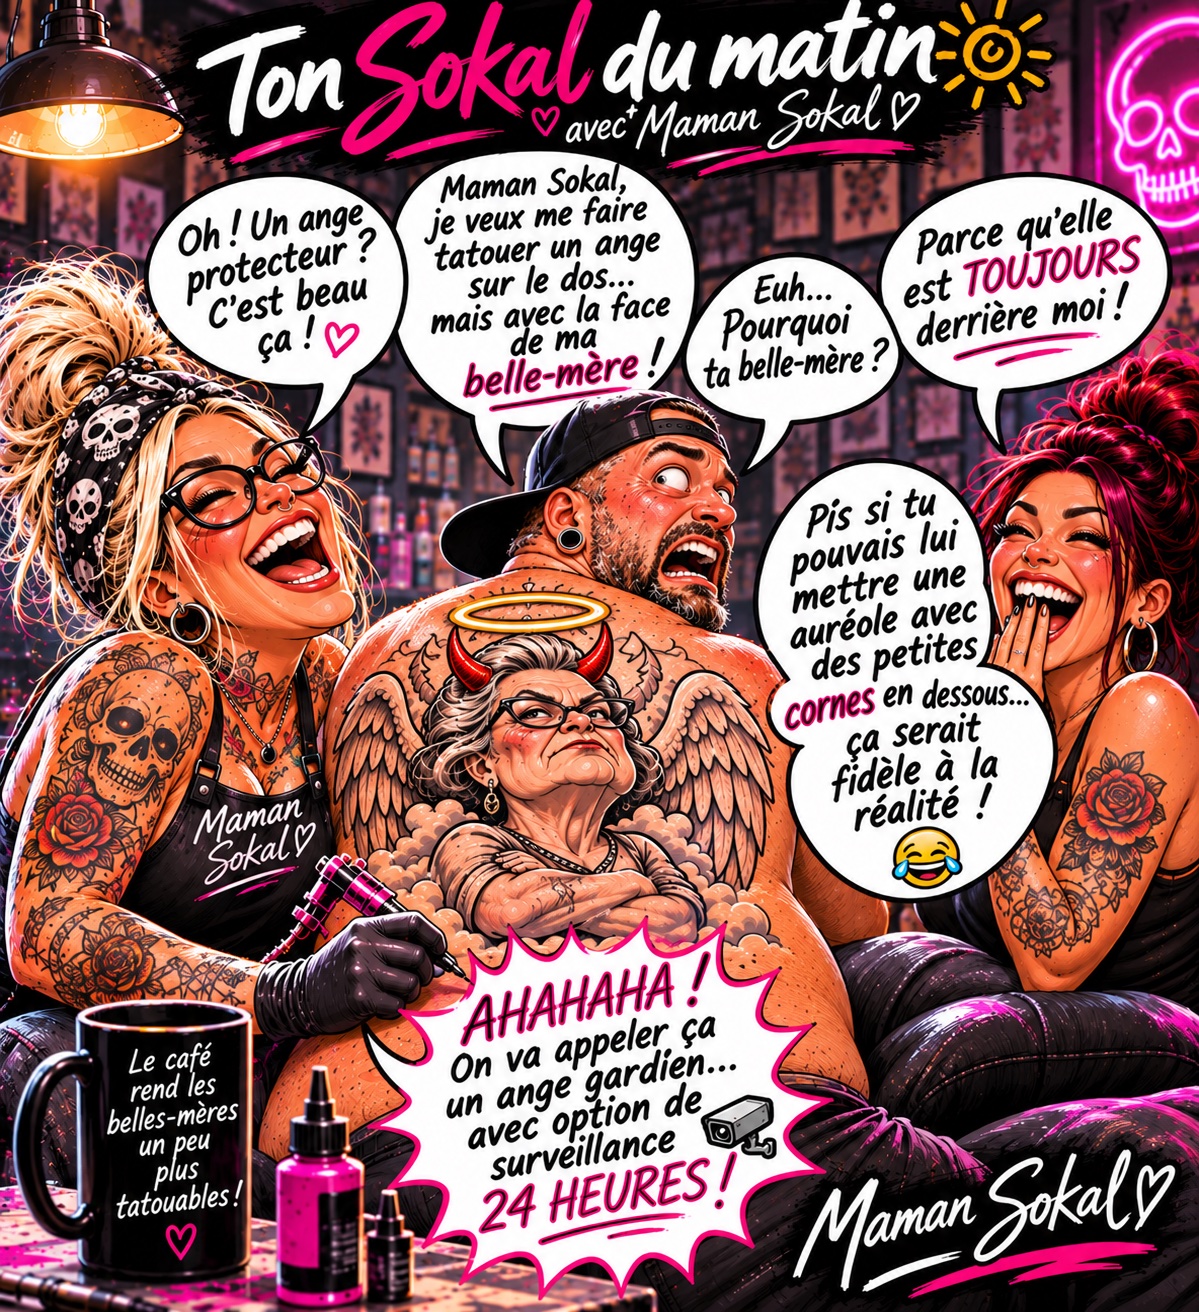 Ton Sokal du matin
avec Maman Sokal
Oh ! Un ange
protecteur ?
C'est beau
ça !
Maman Sokal,
je veux me faire
tatouer un ange
sur le dos...
mais avec la face
de ma
belle-mère !
Euh...
Pourquoi
ta belle-mère ?
Parce qu'elle
est TOUJOURS
derrière moi !
Pis si tu
pouvais lui
mettre une
auréole avec
des petites
cornes en dessous...
ça serait
fidèle à la
réalité !
Maman
Sokal
AHAHAHA !
On va appeler ça
un ange gardien...
avec option de
surveillance
24 HEURES !
Le café
rend les
belles-mères
un peu
plus
tatouables !
Maman Sokal